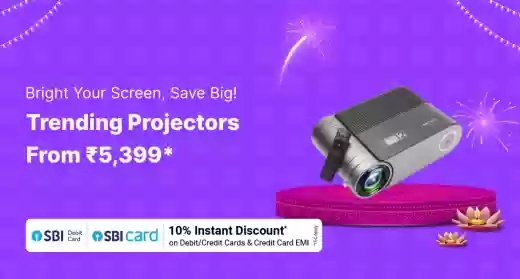 Bright Your Screen, Save Big!
Trending Projectors
From ₹5,399*
SBI Debit Card
SBI card
10% Instant Discount*
on Debit/Credit Cards & Credit Card EMI